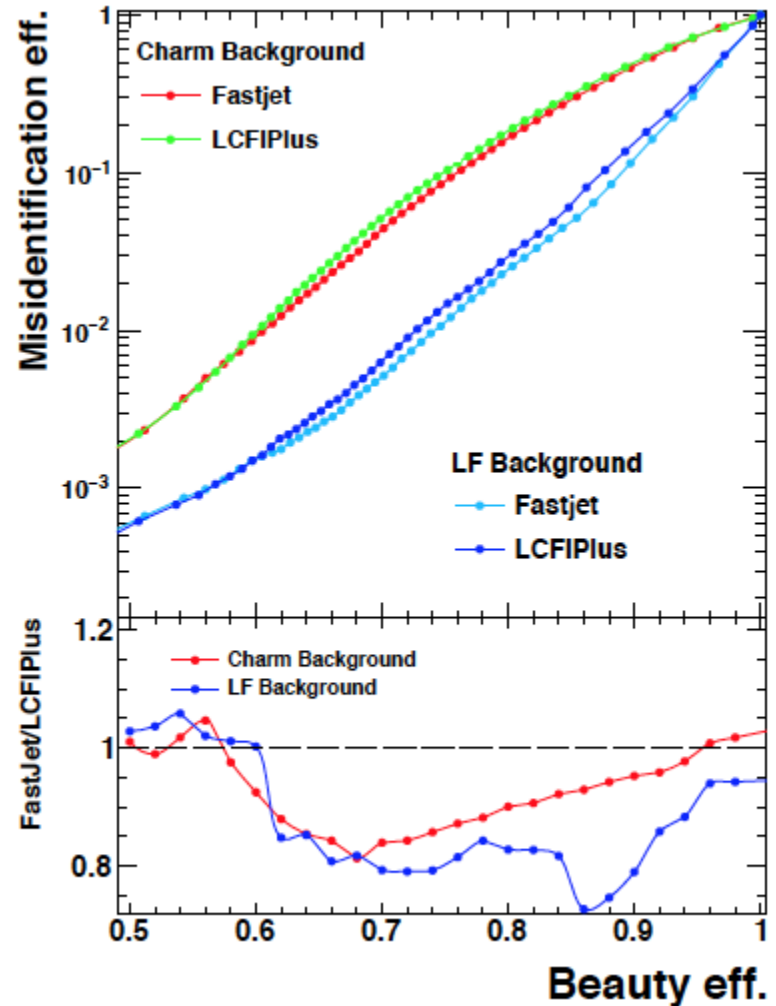 Misidentification eff.
1
10⁻¹
10⁻²
10⁻³
Charm Background
Fastjet
LCFIPlus
LF Background
Fastjet
LCFIPlus
FastJet/LCFIPlus
1.2
1
0.8
Charm Background
LF Background
0.5 0.6 0.7 0.8 0.9 1
Beauty eff.